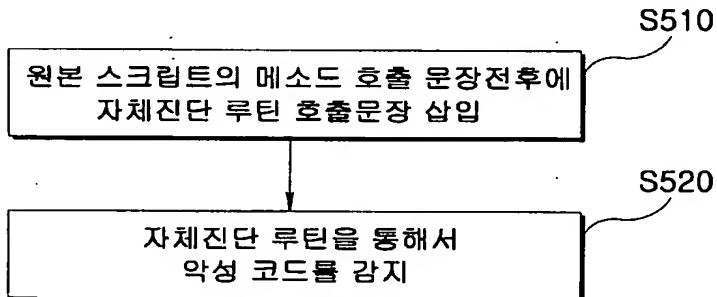 S510
원본 스크립트의 메소드 호출 문장전후에
자체진단 루틴 호출문장 삽입
S520
자체진단 루틴을 통해서
악성 코드를 감지